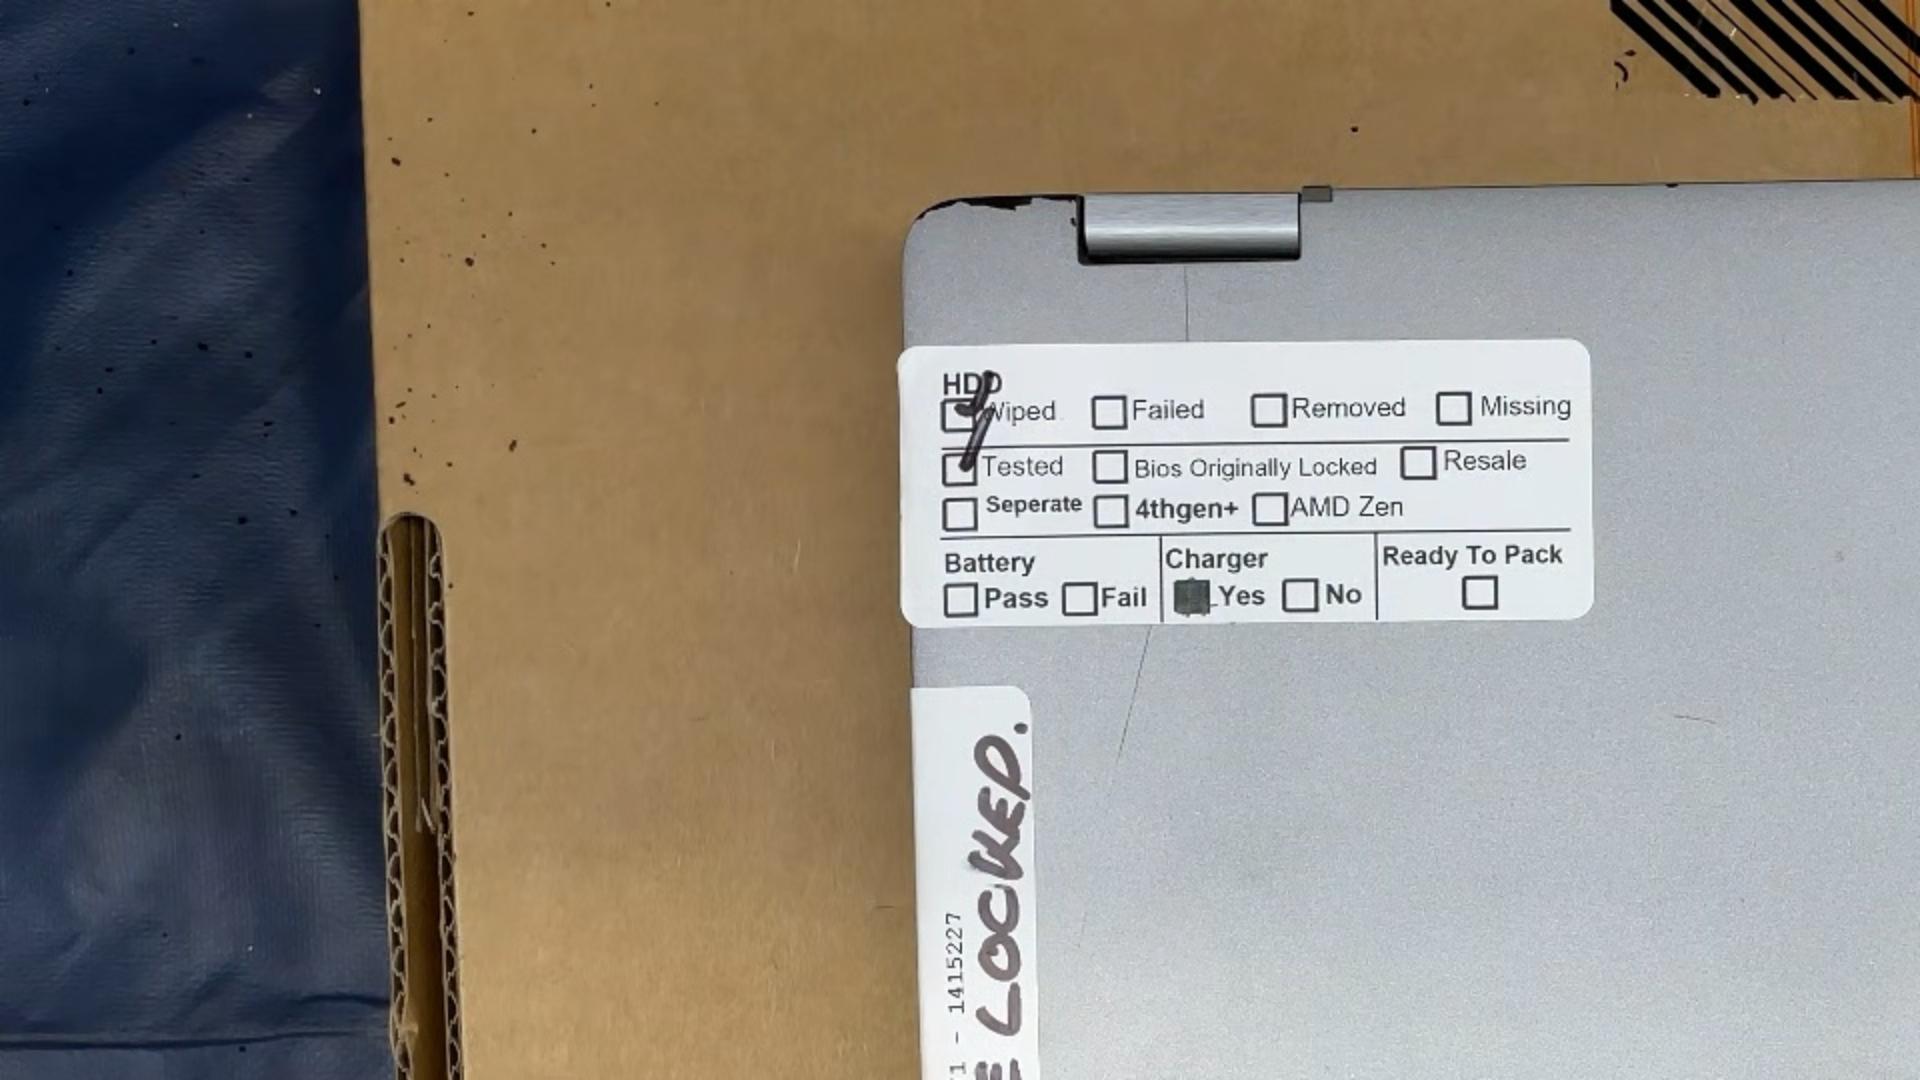 HDD
Wiped Failed Removed Missing
Tested Bios Originally Locked Resale
Seperate 4thgen+ AMD Zen
Battery Charger Ready To Pack
Pass Fail Yes No
1 - 1415227
E LOCKED.